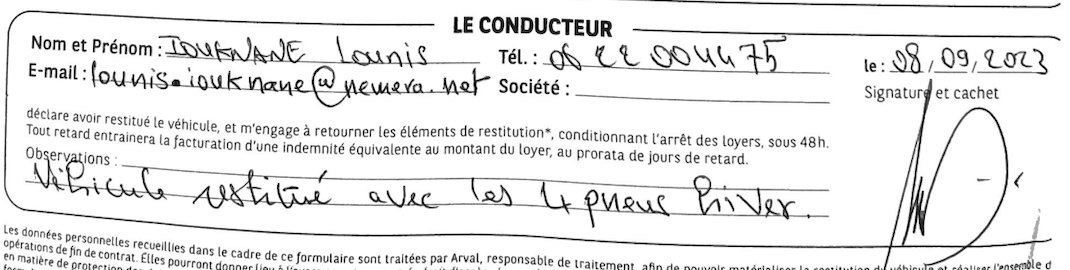 LE CONDUCTEUR
Nom et Prénom : IOUKNANE Lounis Tél. : 06 22 004475 le : 08, 09, 2023
E-mail : lounis.iouknane@nemera.net Société : Signature et cachet
déclare avoir restitué le véhicule, et m'engage à retourner les éléments de restitution*, conditionnant l'arrêt des loyers, sous 48h.
Tout retard entrainera la facturation d'une indemnité équivalente au montant du loyer, au prorata de jours de retard.
Observations :
Véhicule restitué avec les 4 pneus hiver.
Les données personnelles recueillies dans le cadre de ce formulaire sont traitées par Arval, responsable de traitement, afin de pouvoir matérialiser la restitution du véhicule et réaliser l'ensemble d
opérations de fin de contrat. Elles pourront donner lieu à
en matière de protection